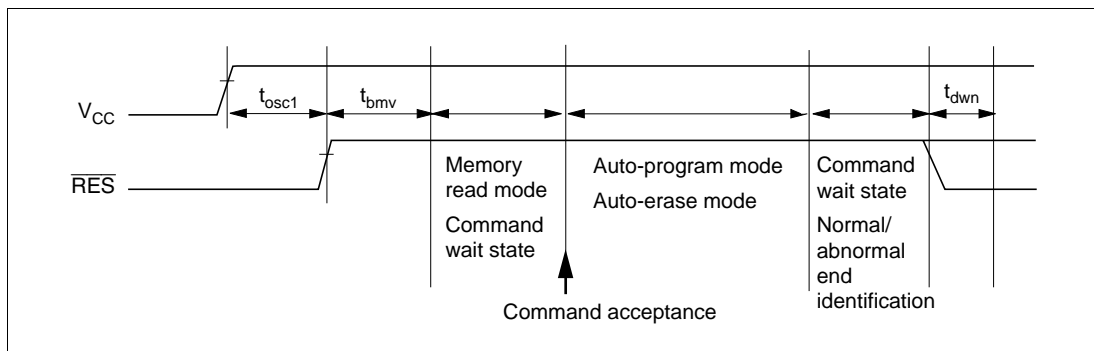 tosc1
tbmv
tdwn
VCC
RES
Memory
read mode
Command
wait state
Auto-program mode
Auto-erase mode
Command
wait state
Normal/
abnormal
end
identification
Command acceptance